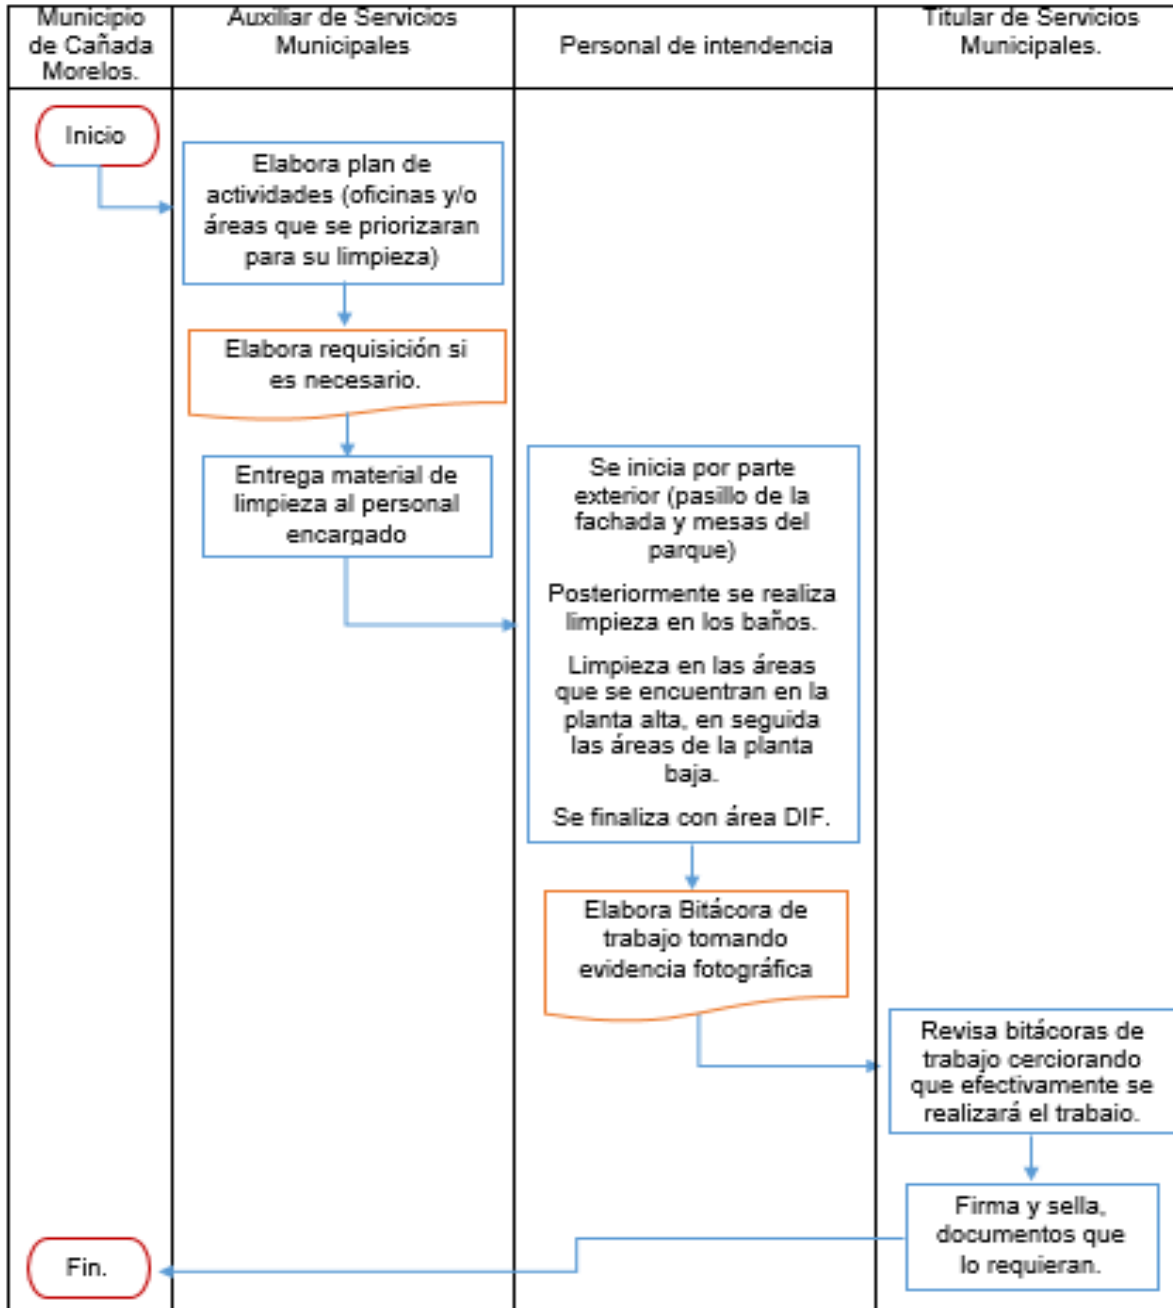 Municipio
de Cañada
Morelos.
Auxiliar de Servicios
Municipales
Personal de intendencia
Titular de Servicios
Municipales.
Inicio
Elabora plan de
actividades (oficinas y/o
áreas que se priorizaran
para su limpieza)
Elabora requisición si
es necesario.
Entrega material de
limpieza al personal
encargado
Se inicia por parte
exterior (pasillo de la
fachada y mesas del
parque)
Posteriormente se realiza
limpieza en los baños.
Limpieza en las áreas
que se encuentran en la
planta alta, en seguida
las áreas de la planta
baja.
Se finaliza con área DIF.
Elabora Bitácora de
trabajo tomando
evidencia fotográfica
Revisa bitácoras de
trabajo cerciorando
que efectivamente se
realizará el trabajo.
Firma y sella,
documentos que
lo requieran.
Fin.